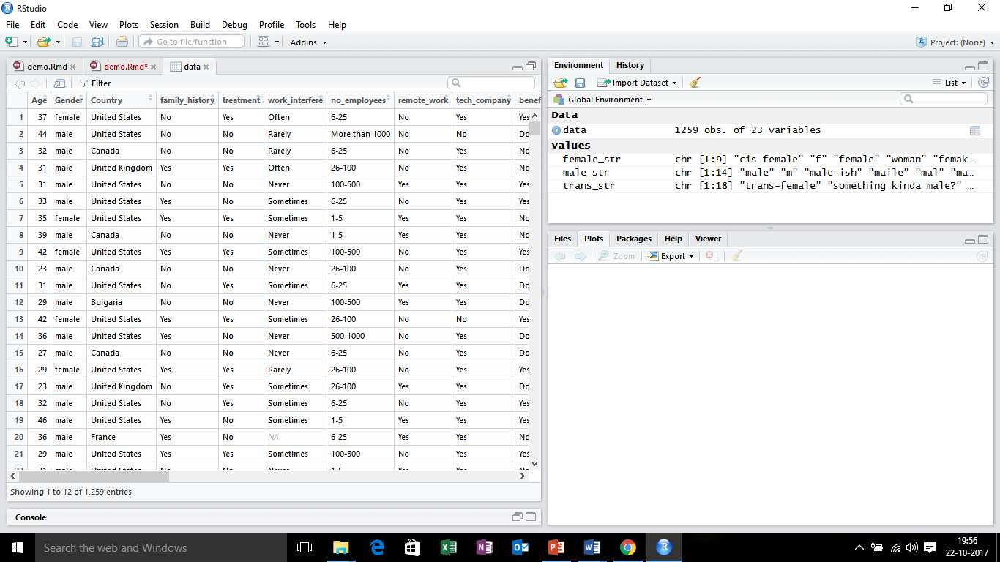 RStudio
File Edit Code View Plots Session Build Debug Profile Tools Help
Go to file/function Addins Project: (None)
demo.Rmd demo.Rmd* data
Filter
Age Gender Country family_history treatment work_interfere no_employees remote_work tech_company benef
1 37 female United States No Yes Often 6-25 No Yes Yes
2 44 male United States No No Rarely More than 1000 No No Do
3 32 male Canada No No Rarely 6-25 No Yes No
4 31 male United Kingdom Yes Yes Often 26-100 No Yes No
5 31 male United States No No Never 100-500 Yes Yes Yes
6 33 male United States Yes No Sometimes 6-25 No Yes Yes
7 35 female United States Yes Yes Sometimes 1-5 Yes Yes No
8 39 male Canada No No Never 1-5 Yes Yes No
9 42 female United States Yes Yes Sometimes 100-500 No Yes Yes
10 23 male Canada No No Never 26-100 No Yes Do
11 31 male United States No Yes Sometimes 6-25 Yes Yes Do
12 29 male Bulgaria No No Never 100-500 Yes Yes Do
13 42 female United States Yes Yes Sometimes 26-100 No No Yes
14 36 male United States Yes No Never 500-1000 No Yes Do
15 27 male Canada No No Never 6-25 No Yes Do
16 29 female United States Yes Yes Rarely 26-100 No Yes Yes
17 23 male United Kingdom No Yes Sometimes 26-100 Yes Yes Do
18 32 male United States No Yes Sometimes 6-25 No Yes Yes
19 46 male United States Yes No Sometimes 1-5 Yes Yes Yes
20 36 male France Yes No NA 6-25 Yes Yes No
21 29 male United States Yes Yes Sometimes 100-500 No Yes Yes
Showing 1 to 12 of 1,259 entries
Console
Environment History
Import Dataset List
Global Environment
Data
data 1259 obs. of 23 variables
Values
female_str chr [1:9] "cis female" "f" "female" "woman" "femak…
male_str chr [1:14] "male" "m" "male-ish" "maile" "mal" "ma…
trans_str chr [1:18] "trans-female" "something kinda male?" …
Files Plots Packages Help Viewer
Zoom Export
Search the web and Windows
19:56
22-10-2017